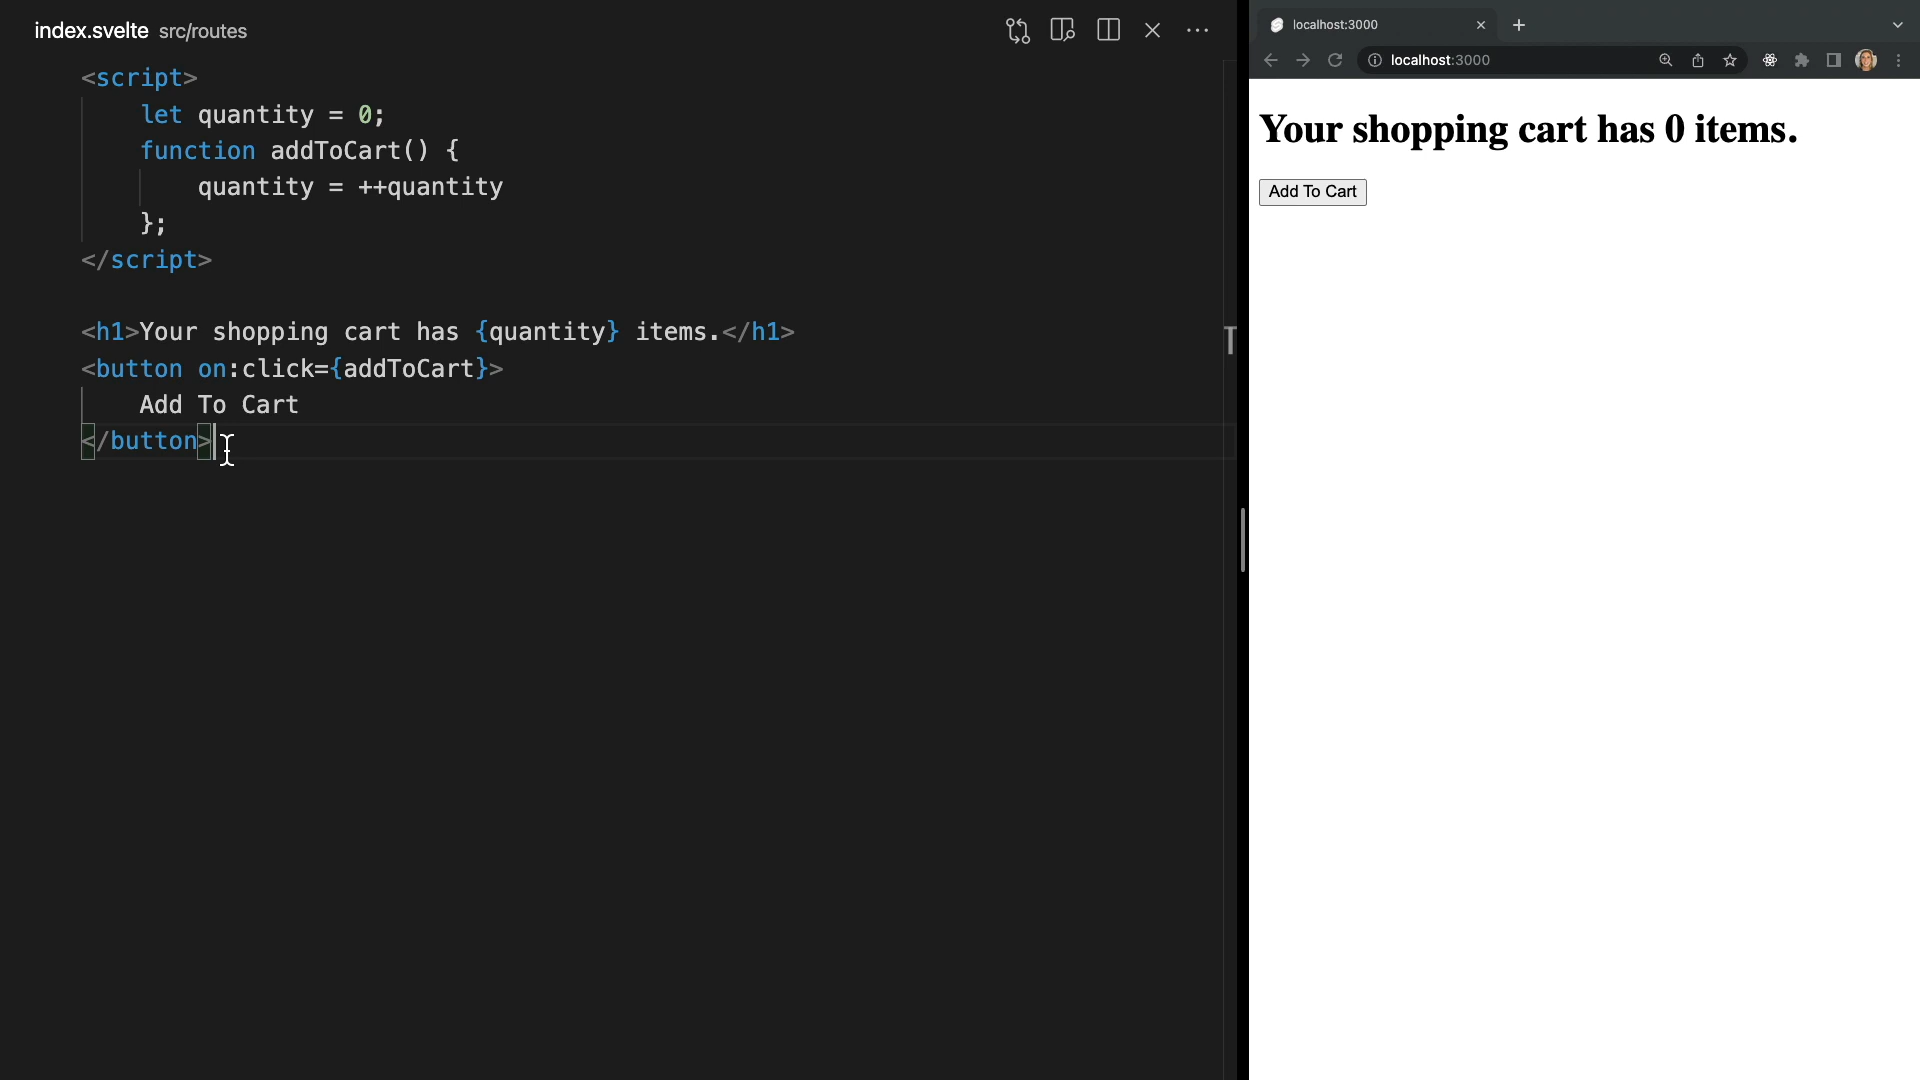 index.svelte src/routes
<script>
let quantity = 0;
function addToCart() {
quantity = ++quantity
};
</script>
<h1>Your shopping cart has {quantity} items.</h1>
<button on:click={addToCart}>
Add To Cart
</button>
T
localhost:3000
localhost:3000
Your shopping cart has 0 items.
Add To Cart